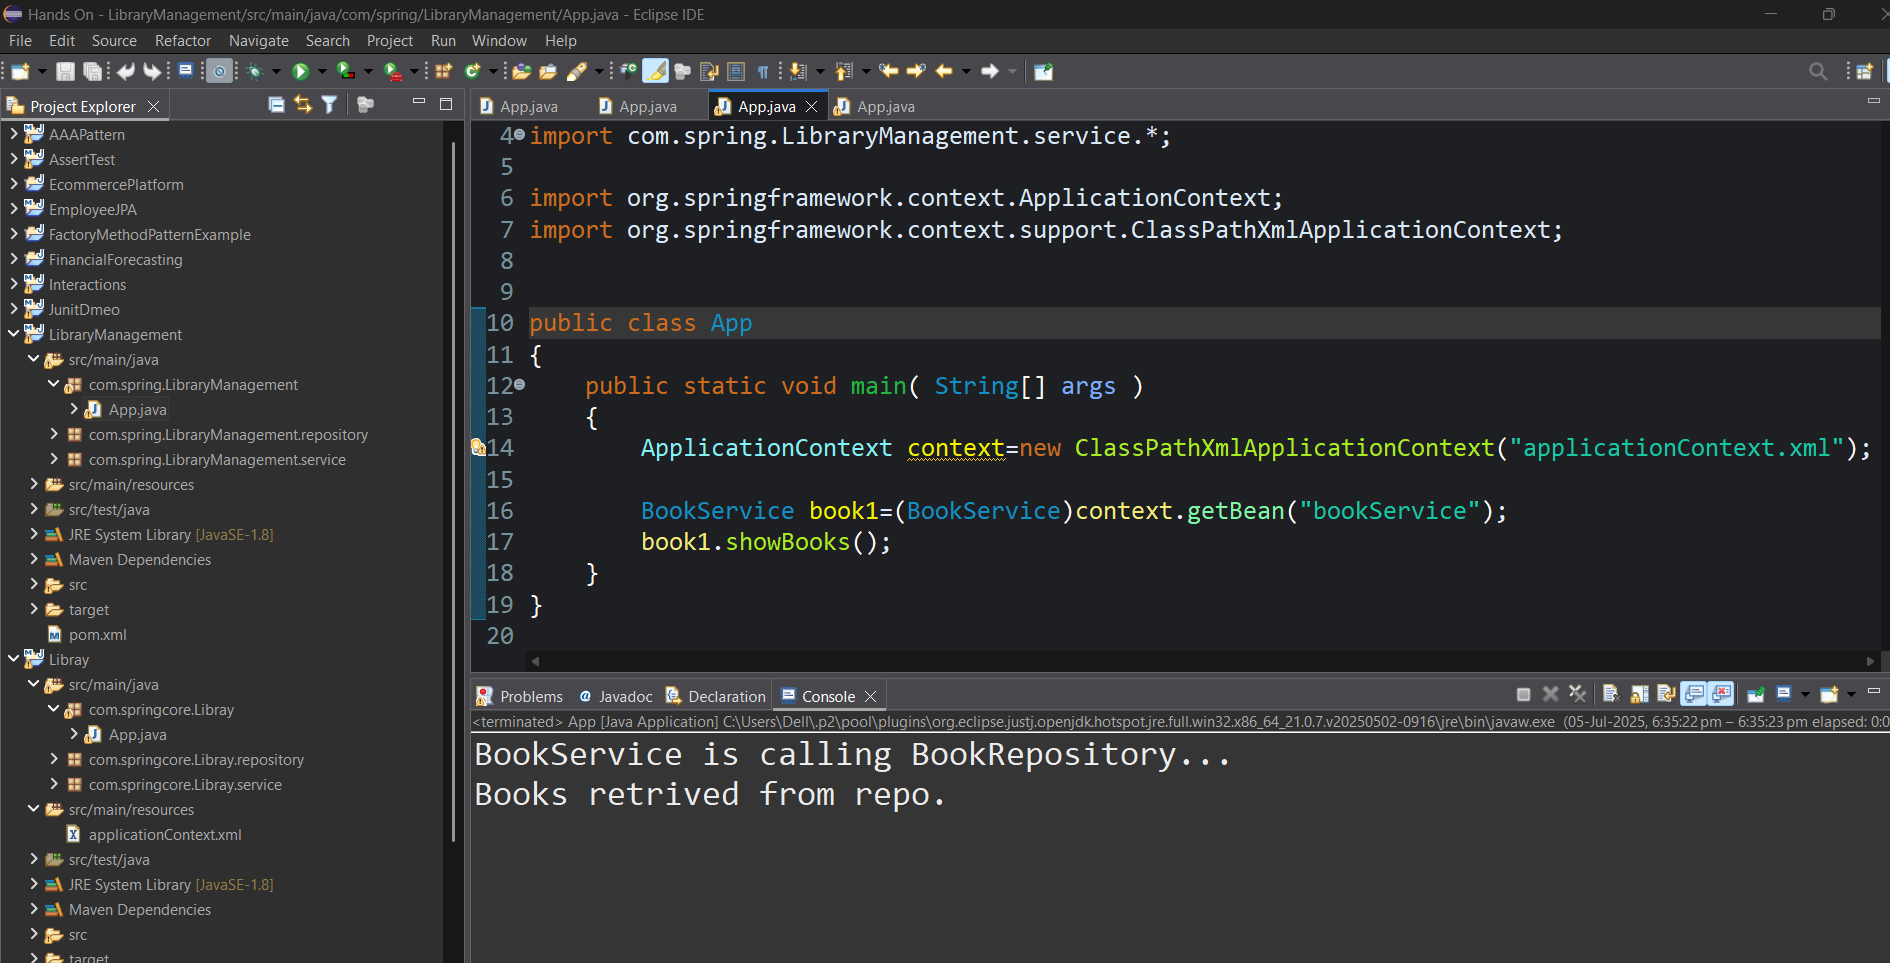 Hands On - LibraryManagement/src/main/java/com/spring/LibraryManagement/App.java - Eclipse IDE
File Edit Source Refactor Navigate Search Project Run Window Help
Project Explorer
AAAPattern
AssertTest
EcommercePlatform
EmployeeJPA
FactoryMethodPatternExample
FinancialForecasting
Interactions
JunitDmeo
LibraryManagement
src/main/java
com.spring.LibraryManagement
App.java
com.spring.LibraryManagement.repository
com.spring.LibraryManagement.service
src/main/resources
src/test/java
JRE System Library [JavaSE-1.8]
Maven Dependencies
src
target
pom.xml
Libray
src/main/java
com.springcore.Libray
App.java
com.springcore.Libray.repository
com.springcore.Libray.service
src/main/resources
applicationContext.xml
src/test/java
JRE System Library [JavaSE-1.8]
Maven Dependencies
src
target
App.java App.java App.java App.java
4 import com.spring.LibraryManagement.service.*;
5
6 import org.springframework.context.ApplicationContext;
7 import org.springframework.context.support.ClassPathXmlApplicationContext;
8
9
10 public class App
11 {
12 public static void main( String[] args )
13 {
14 ApplicationContext context=new ClassPathXmlApplicationContext("applicationContext.xml");
15
16 BookService book1=(BookService)context.getBean("bookService");
17 book1.showBooks();
18 }
19 }
20
Problems @ Javadoc Declaration Console
<terminated> App [Java Application] C:\Users\Dell\.p2\pool\plugins\org.eclipse.justj.openjdk.hotspot.jre.full.win32.x86_64_21.0.7.v20250502-0916\jre\bin\javaw.exe (05-Jul-2025, 6:35:22 pm – 6:35:23 pm elapsed: 0:0
BookService is calling BookRepository...
Books retrived from repo.